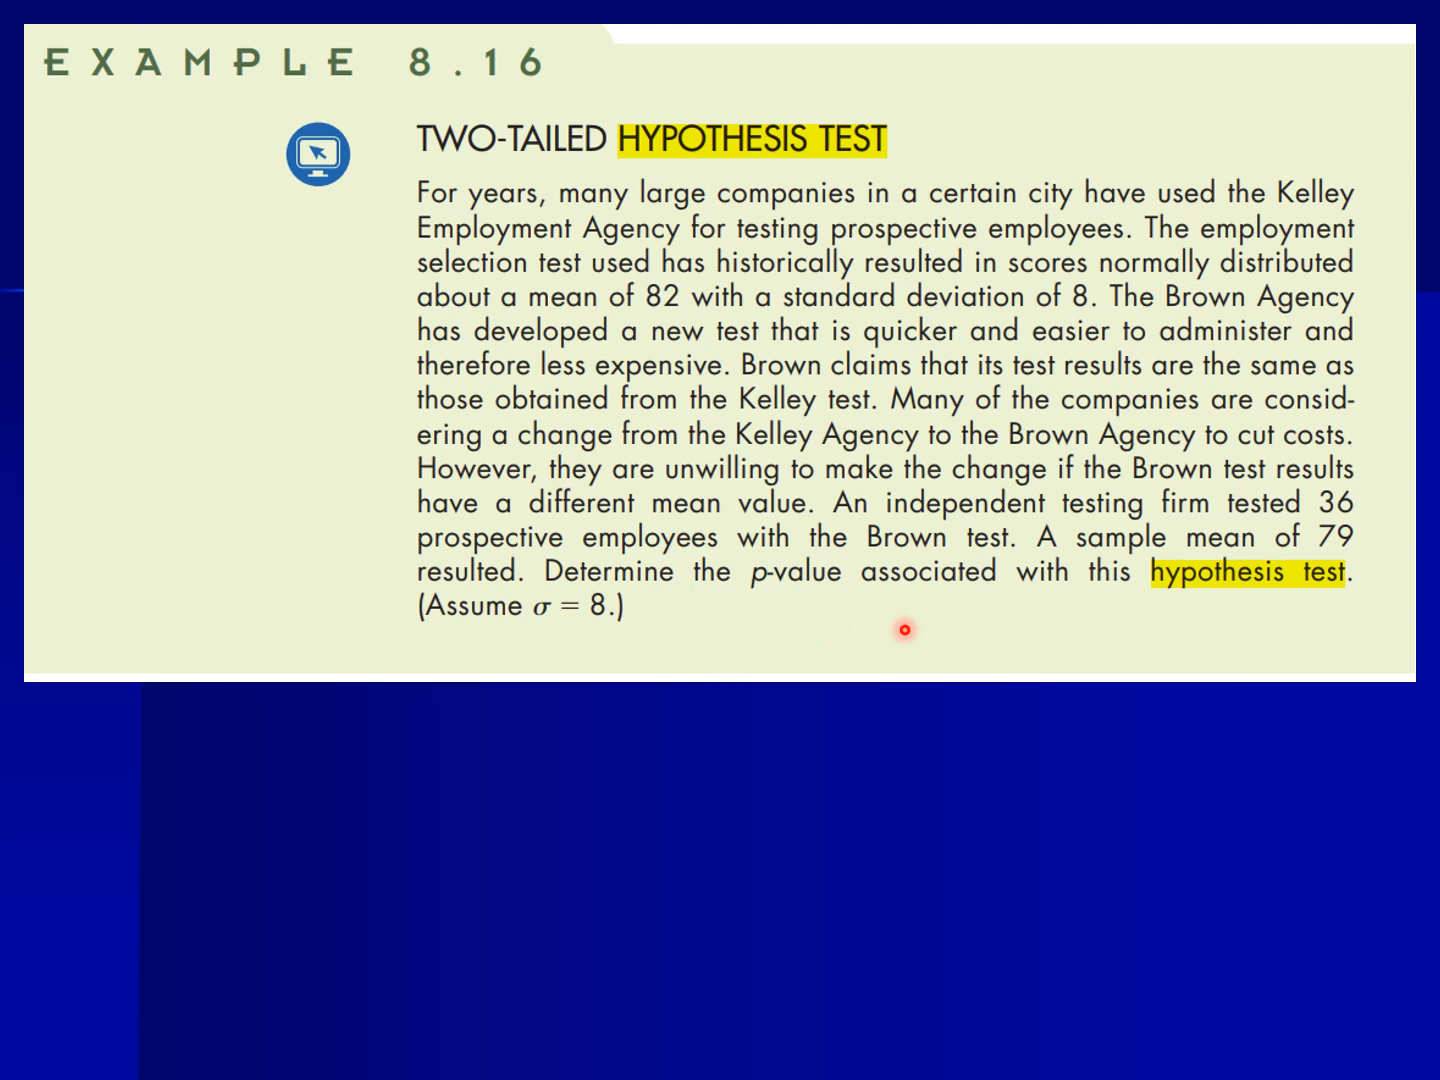 EXAMPLE 8.16
TWO-TAILED HYPOTHESIS TEST
For years, many large companies in a certain city have used the Kelley
Employment Agency for testing prospective employees. The employment
selection test used has historically resulted in scores normally distributed
about a mean of 82 with a standard deviation of 8. The Brown Agency
has developed a new test that is quicker and easier to administer and
therefore less expensive. Brown claims that its test results are the same as
those obtained from the Kelley test. Many of the companies are consid-
ering a change from the Kelley Agency to the Brown Agency to cut costs.
However, they are unwilling to make the change if the Brown test results
have a different mean value. An independent testing firm tested 36
prospective employees with the Brown test. A sample mean of 79
resulted. Determine the p-value associated with this hypothesis test.
(Assume σ = 8.)